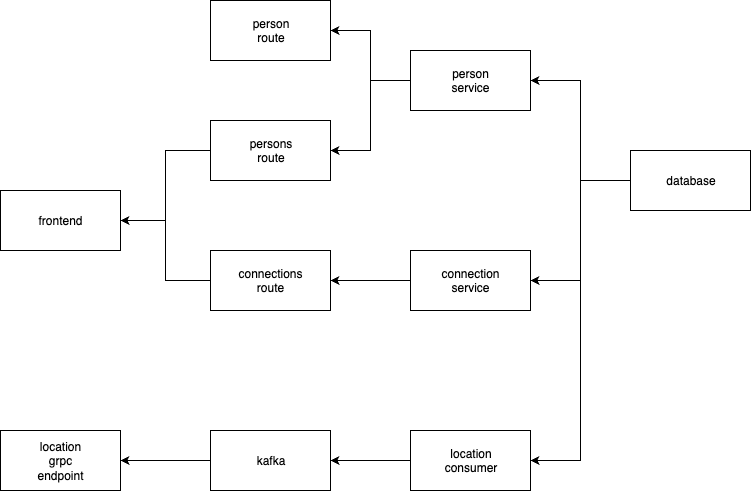 person
route
person
service
persons
route
database
frontend
connections
route
connection
service
location
grpc
endpoint
kafka
location
consumer